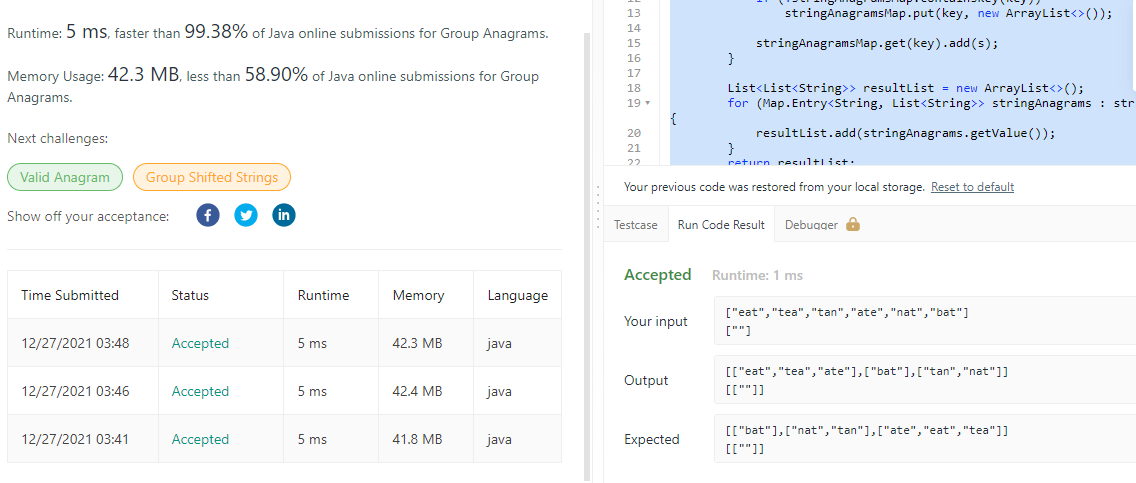 Runtime: 5 ms, faster than 99.38% of Java online submissions for Group Anagrams.
Memory Usage: 42.3 MB, less than 58.90% of Java online submissions for Group
Anagrams.
Next challenges:
Valid Anagram
Group Shifted Strings
Show off your acceptance:
Time Submitted Status Runtime Memory Language
12/27/2021 03:48 Accepted 5 ms 42.3 MB java
12/27/2021 03:46 Accepted 5 ms 42.4 MB java
12/27/2021 03:41 Accepted 5 ms 41.8 MB java
13 stringAnagramsMap.put(key, new ArrayList<>());
14
15 stringAnagramsMap.get(key).add(s);
16 }
17
18 List<List<String>> resultList = new ArrayList<>();
19 for (Map.Entry<String, List<String>> stringAnagrams : str
{
20 resultList.add(stringAnagrams.getValue());
21 }
22 return resultList;
Your previous code was restored from your local storage. Reset to default
Testcase Run Code Result Debugger
Accepted Runtime: 1 ms
Your input
["eat","tea","tan","ate","nat","bat"]
[""]
Output
[["eat","tea","ate"],["bat"],["tan","nat"]]
[[""]]
Expected
[["bat"],["nat","tan"],["ate","eat","tea"]]
[[""]]